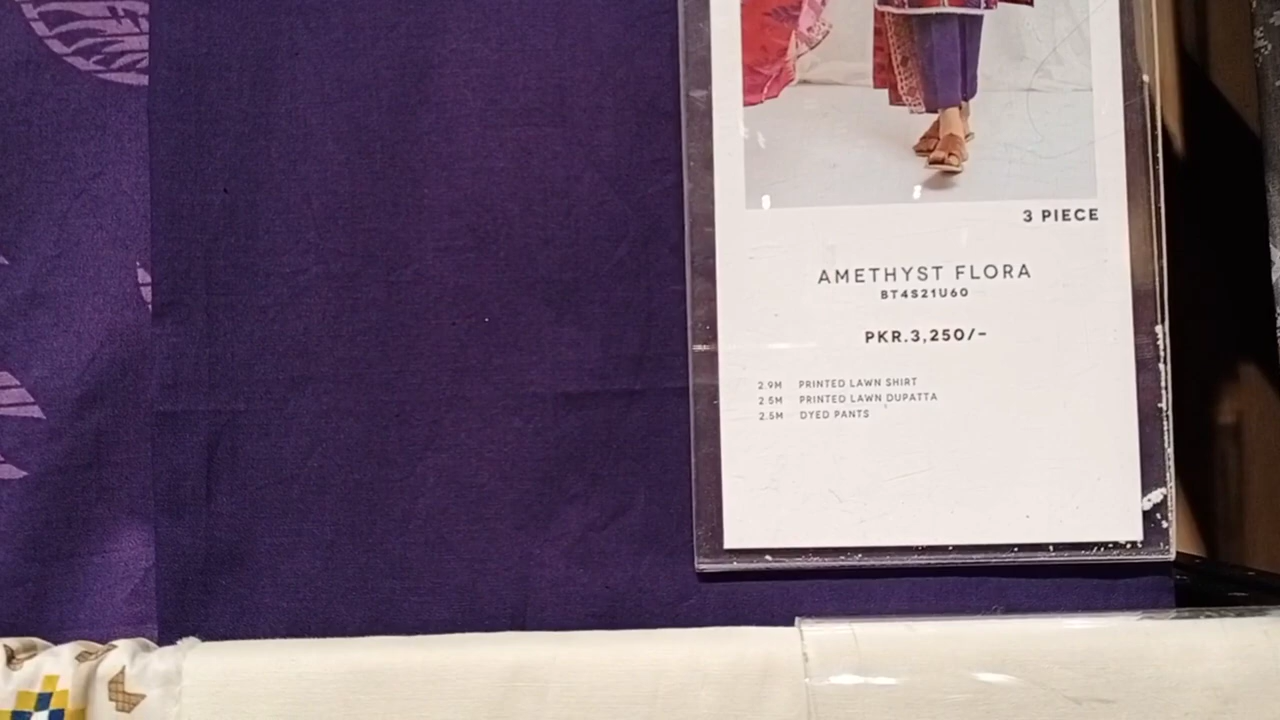 3 PIECE
AMETHYST FLORA
BT4S21U60
PKR.3,250/-
2.9M PRINTED LAWN SHIRT
2.5M PRINTED LAWN DUPATTA
2.5M DYED PANTS